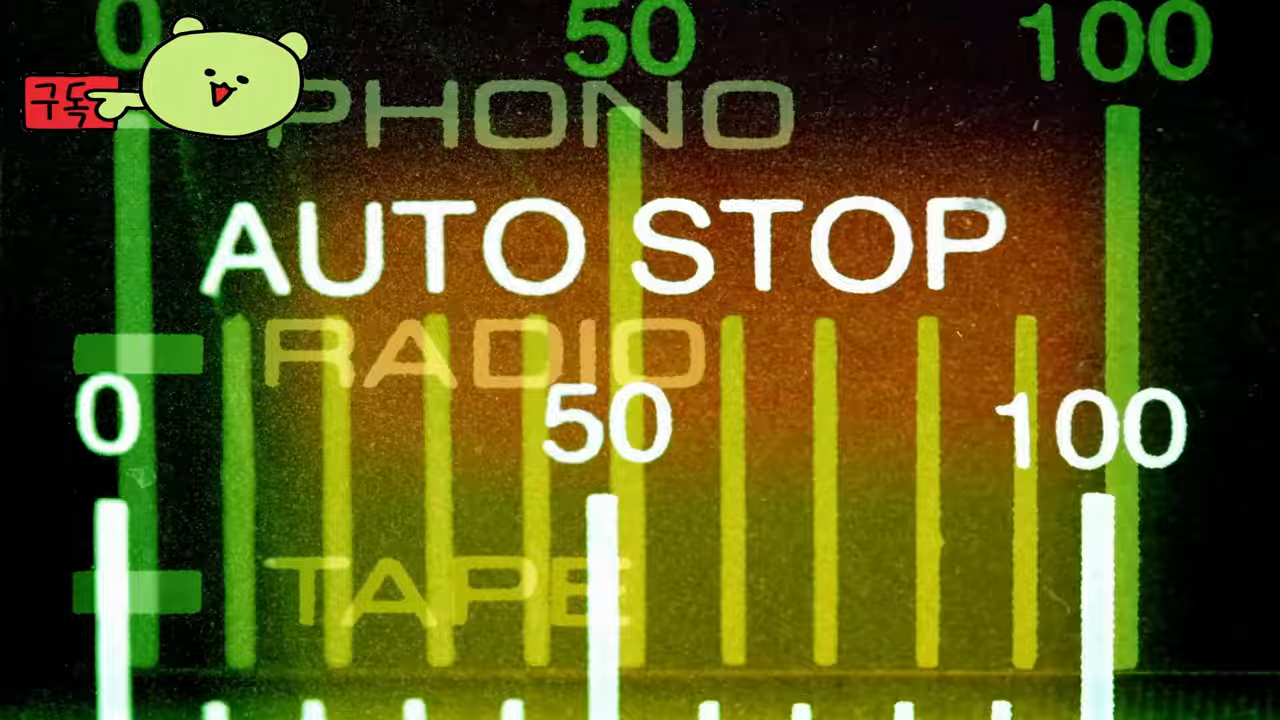 0 50 100
구독
PHONO
AUTO STOP
RADIO
0 50 100
TAPE